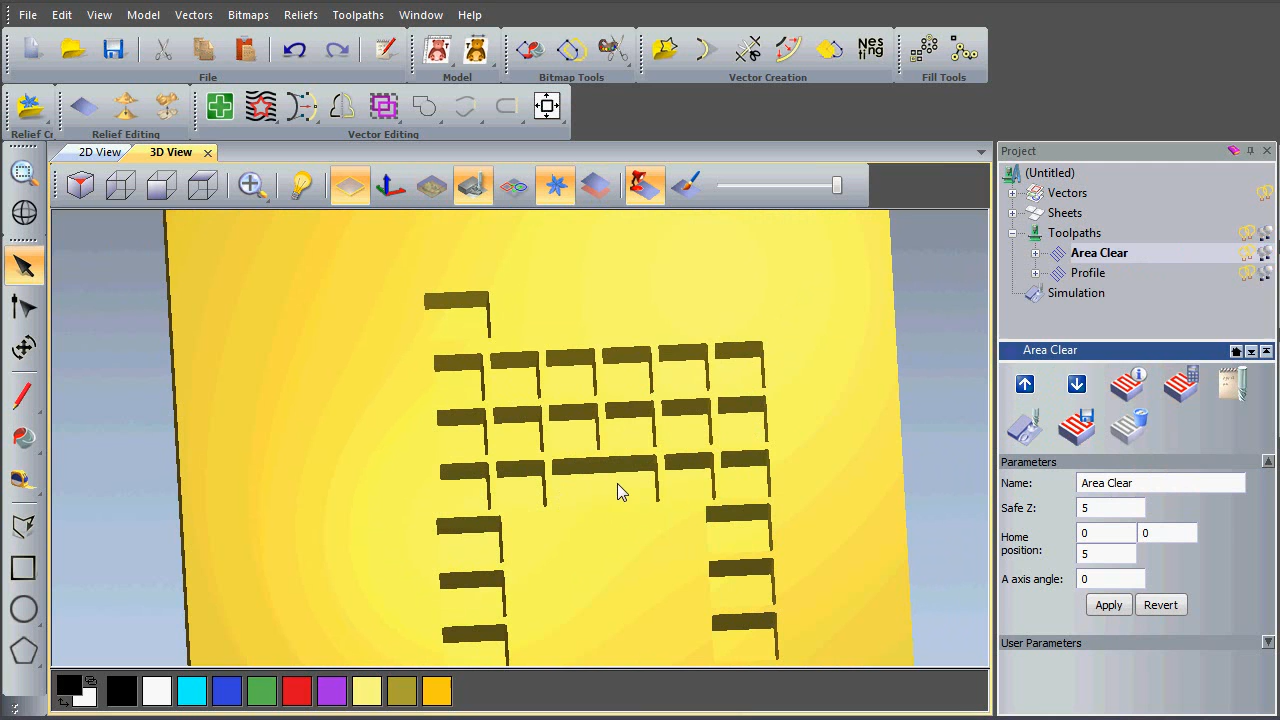 File Edit View Model Vectors Bitmaps Reliefs Toolpaths Window Help
Nesting
File Model Bitmap Tools Vector Creation Fill Tools
Relief Cr Relief Editing Vector Editing
2D View 3D View
Project
(Untitled)
Vectors
Sheets
Toolpaths
Area Clear
Profile
Simulation
Area Clear
Parameters
Name: Area Clear
Safe Z: 5
Home position: 0 0
5
A axis angle: 0
Apply Revert
User Parameters